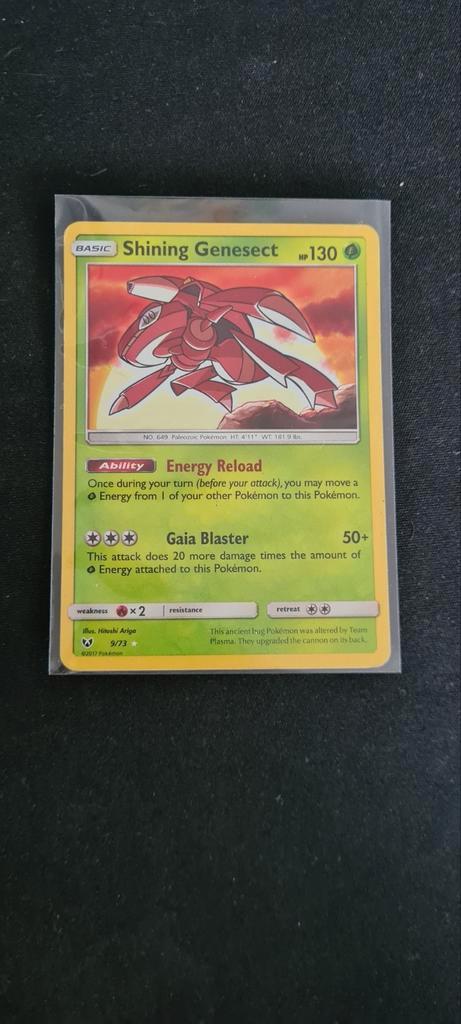 BASIC Shining Genesect HP 130
NO. 649 Paleozoic Pokémon HT: 4'11" WT: 181.9 lbs.
Ability Energy Reload
Once during your turn (before your attack), you may move a
Energy from 1 of your other Pokémon to this Pokémon.
Gaia Blaster 50+
This attack does 20 more damage times the amount of
Energy attached to this Pokémon.
weakness ×2 resistance retreat
Illus. Hitoshi Ariga
9/73
©2017 Pokémon
This ancient bug Pokémon was altered by Team
Plasma. They upgraded the cannon on its back.